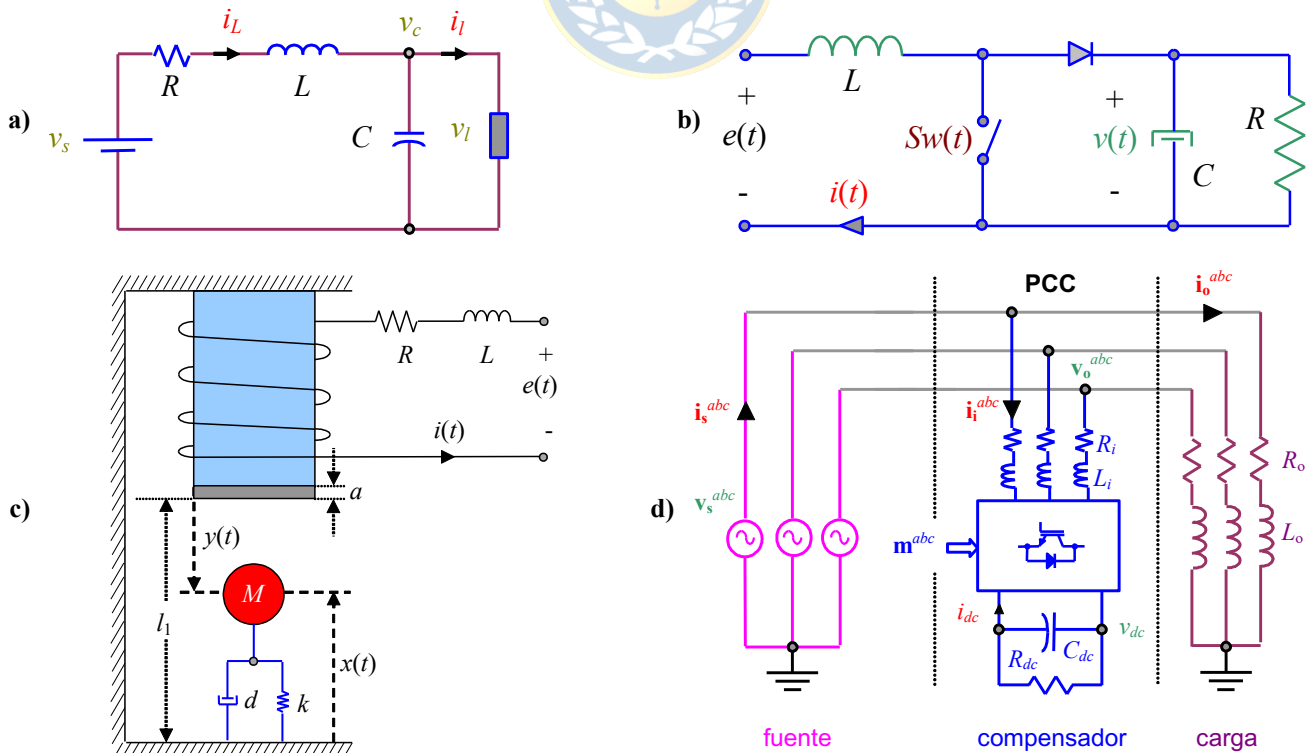 a)
i_L
v_c
i_l
R
L
v_s
C
v_l
b)
L
+
e(t)
-
Sw(t)
+
v(t)
-
C
R
i(t)
c)
R
L
+
e(t)
-
i(t)
a
y(t)
M
l_1
x(t)
d
k
d)
PCC
i_o^abc
v_o^abc
i_s^abc
i_i^abc
R_i
L_i
v_s^abc
m^abc
R_o
L_o
i_dc
v_dc
C_dc
R_dc
fuente
compensador
carga